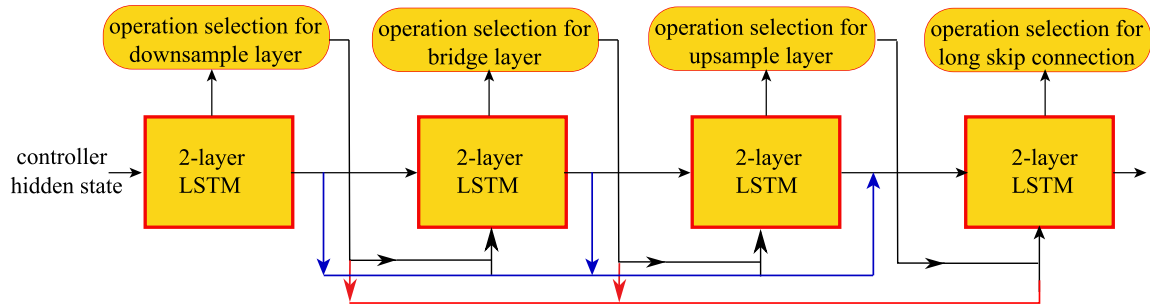 operation selection for
downsample layer
operation selection for
bridge layer
operation selection for
upsample layer
operation selection for
long skip connection
controller
hidden state
2-layer
LSTM
2-layer
LSTM
2-layer
LSTM
2-layer
LSTM